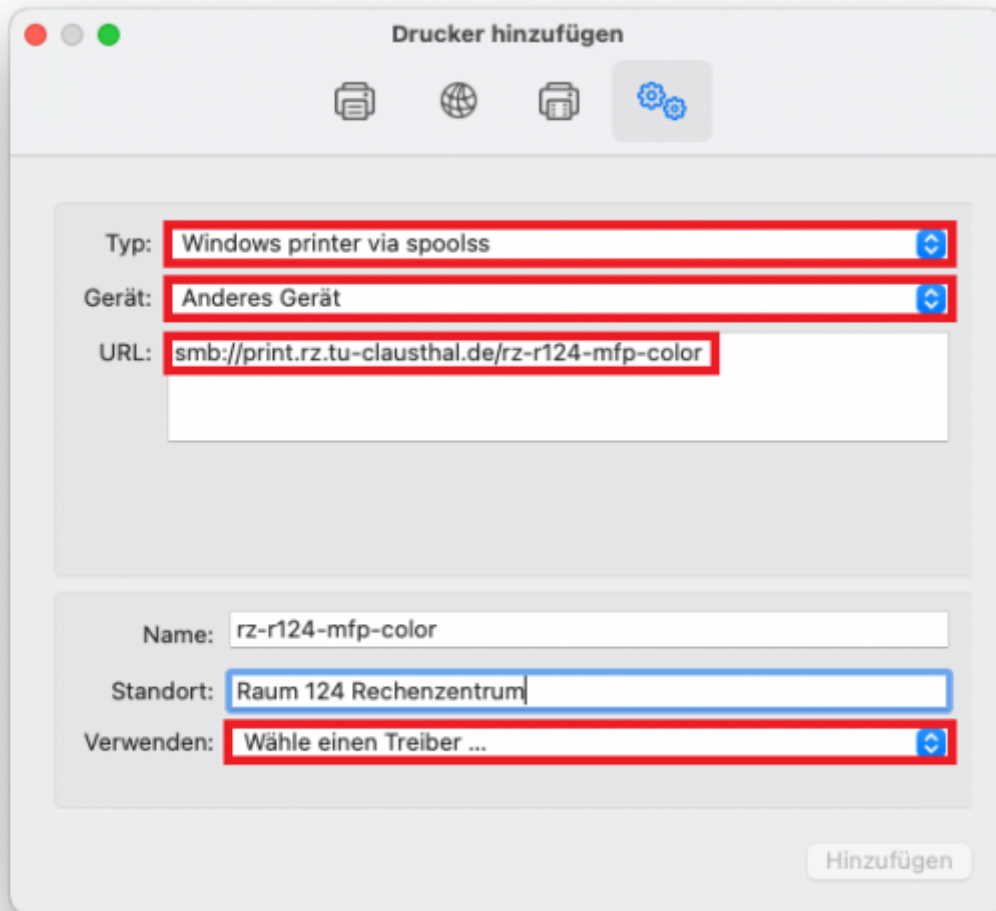 Drucker hinzufügen
Typ: Windows printer via spoolss
Gerät: Anderes Gerät
URL: smb://print.rz.tu-clausthal.de/rz-r124-mfp-color
Name: rz-r124-mfp-color
Standort: Raum 124 Rechenzentrum
Verwenden: Wähle einen Treiber ...
Hinzufügen